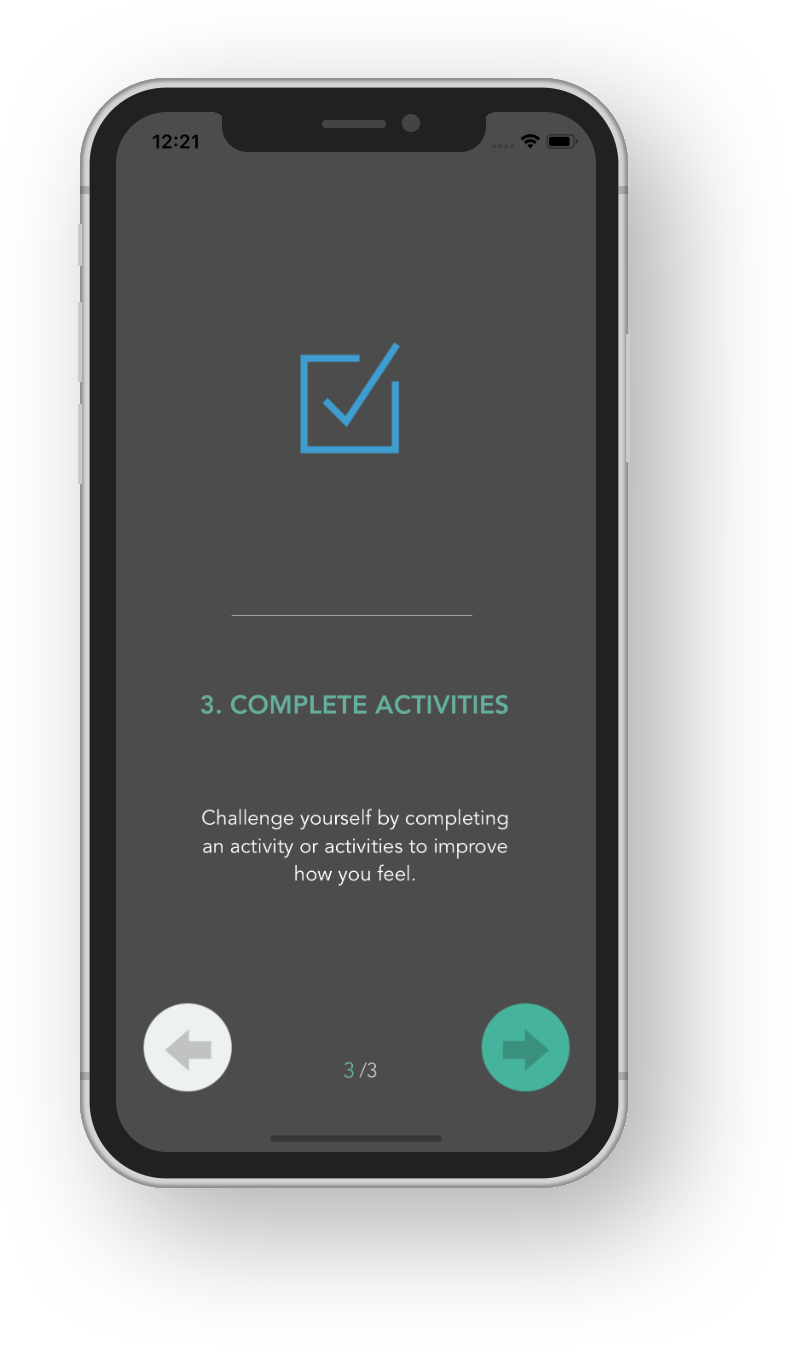 12:21
3. COMPLETE ACTIVITIES
Challenge yourself by completing
an activity or activities to improve
how you feel.
3 /3